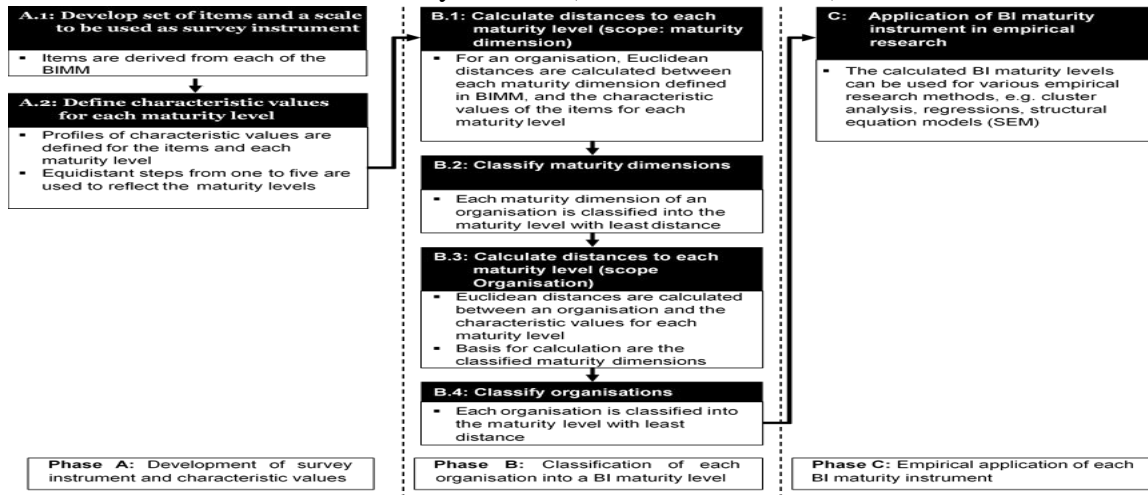 A.1: Develop set of items and a scale
to be used as survey instrument
▪ Items are derived from each of the
BIMM
A.2: Define characteristic values
for each maturity level
▪ Profiles of characteristic values are
defined for the items and each
maturity level
▪ Equidistant steps from one to five are
used to reflect the maturity levels
Phase A: Development of survey
instrument and characteristic values
B.1: Calculate distances to each
maturity level (scope: maturity
dimension)
▪ For an organisation, Euclidean
distances are calculated between
each maturity dimension defined
in BIMM, and the characteristic
values of the items for each
maturity level
B.2: Classify maturity dimensions
▪ Each maturity dimension of an
organisation is classified into the
maturity level with least distance
B.3: Calculate distances to each
maturity level (scope
Organisation)
▪ Euclidean distances are calculated
between an organisation and the
characteristic values for each
maturity level
▪ Basis for calculation are the
classified maturity dimensions
B.4: Classify organisations
▪ Each organisation is classified into
the maturity level with least
distance
Phase B: Classification of each
organisation into a BI maturity level
C: Application of BI maturity
instrument in empirical
research
▪ The calculated BI maturity levels
can be used for various empirical
research methods, e.g. cluster
analysis, regressions, structural
equation models (SEM)
Phase C: Empirical application of each
BI maturity instrument